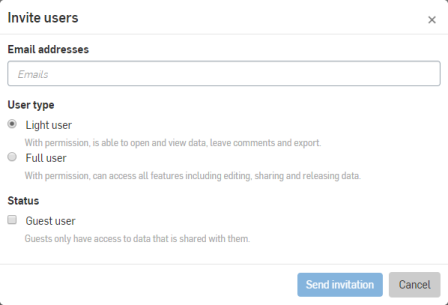 Invite users
×
Email addresses
Emails
User type
Light user
With permission, is able to open and view data, leave comments and export.
Full user
With permission, can access all features including editing, sharing and releasing data.
Status
Guest user
Guests only have access to data that is shared with them.
Send invitation Cancel